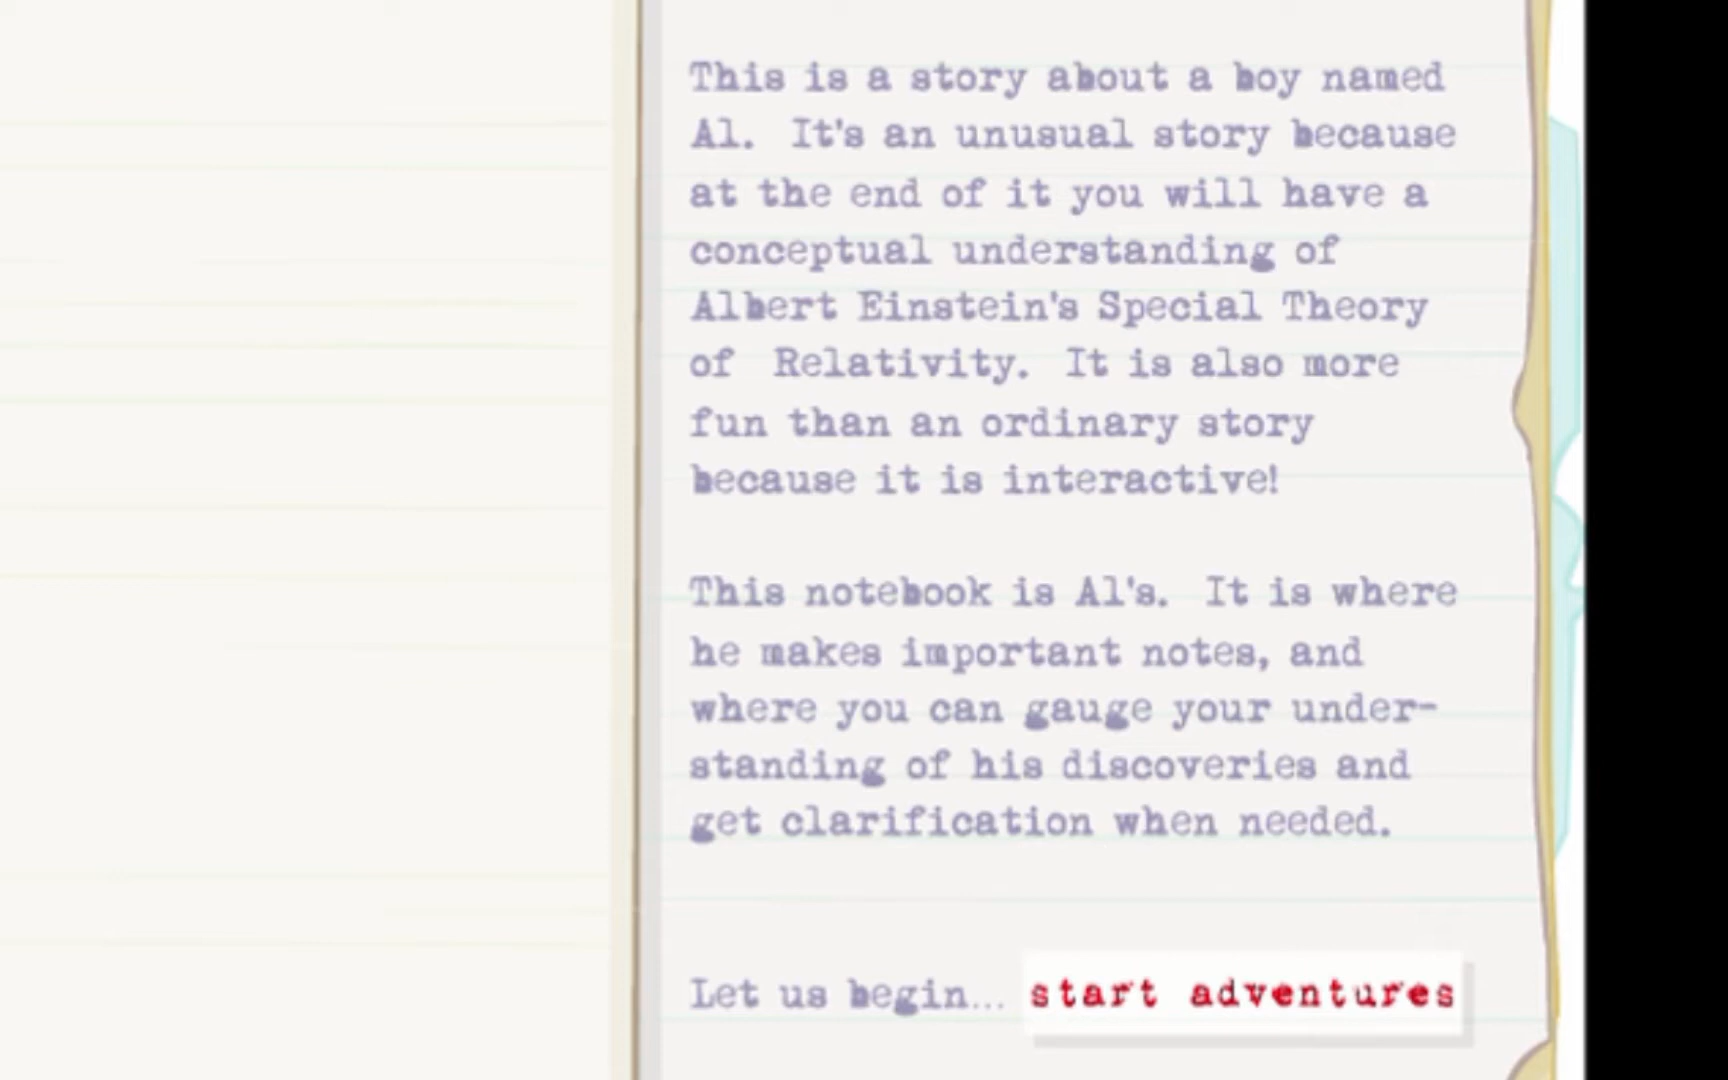 This is a story about a boy named
Al.  It's an unusual story because
at the end of it you will have a
conceptual understanding of
Albert Einstein's Special Theory
of  Relativity.  It is also more
fun than an ordinary story
because it is interactive!
This notebook is Al's.  It is where
he makes important notes, and
where you can gauge your under-
standing of his discoveries and
get clarification when needed.
Let us begin... start adventures